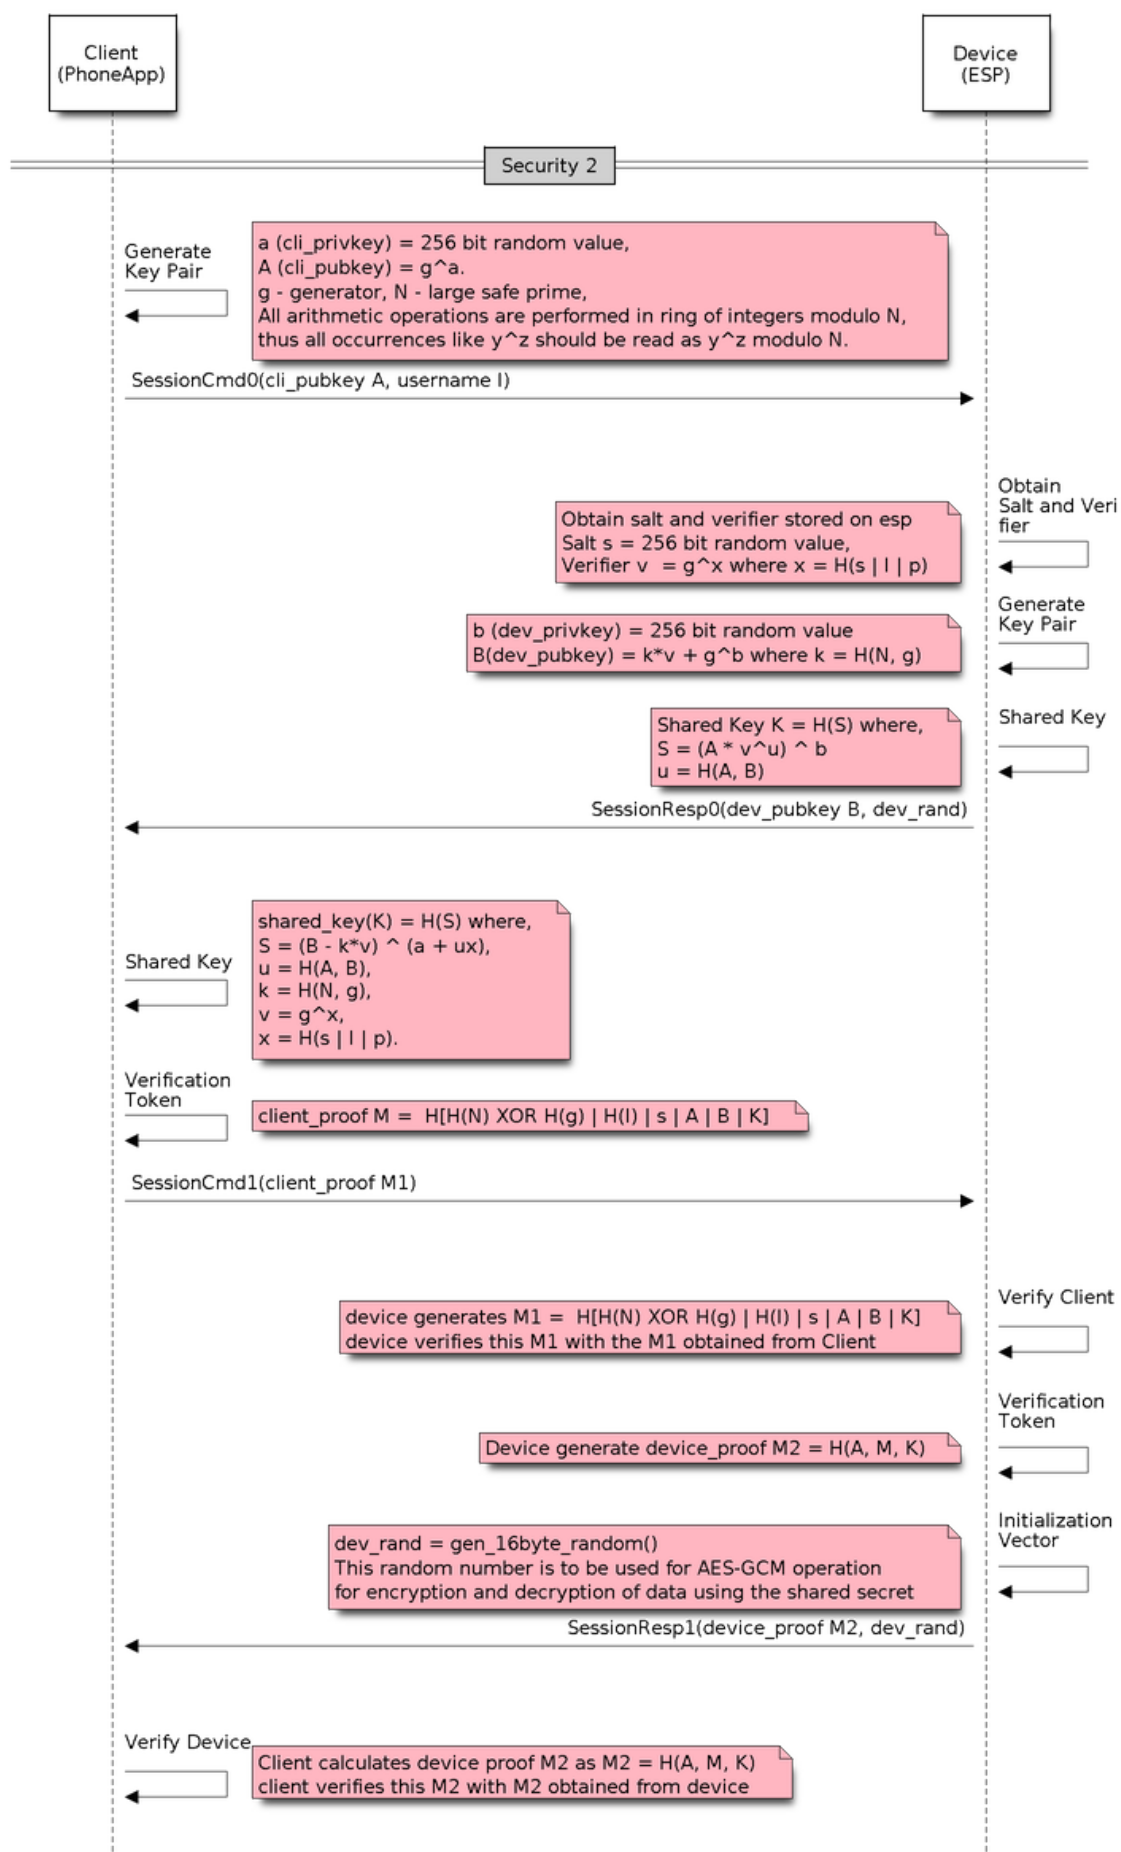 Client
(PhoneApp)
Device
(ESP)
Security 2
Generate
Key Pair
a (cli_privkey) = 256 bit random value,
A (cli_pubkey) = g^a.
g - generator, N - large safe prime,
All arithmetic operations are performed in ring of integers modulo N,
thus all occurrences like y^z should be read as y^z modulo N.
SessionCmd0(cli_pubkey A, username I)
Obtain
Salt and Veri
fier
Obtain salt and verifier stored on esp
Salt s = 256 bit random value,
Verifier v  = g^x where x = H(s | I | p)
Generate
Key Pair
b (dev_privkey) = 256 bit random value
B(dev_pubkey) = k*v + g^b where k = H(N, g)
Shared Key
Shared Key K = H(S) where,
S = (A * v^u) ^ b
u = H(A, B)
SessionResp0(dev_pubkey B, dev_rand)
Shared Key
shared_key(K) = H(S) where,
S = (B - k*v) ^ (a + ux),
u = H(A, B),
k = H(N, g),
v = g^x,
x = H(s | I | p).
Verification
Token
client_proof M =  H[H(N) XOR H(g) | H(I) | s | A | B | K]
SessionCmd1(client_proof M1)
Verify Client
device generates M1 =  H[H(N) XOR H(g) | H(I) | s | A | B | K]
device verifies this M1 with the M1 obtained from Client
Verification
Token
Device generate device_proof M2 = H(A, M, K)
Initialization
Vector
dev_rand = gen_16byte_random()
This random number is to be used for AES-GCM operation
for encryption and decryption of data using the shared secret
SessionResp1(device_proof M2, dev_rand)
Verify Device
Client calculates device proof M2 as M2 = H(A, M, K)
client verifies this M2 with M2 obtained from device